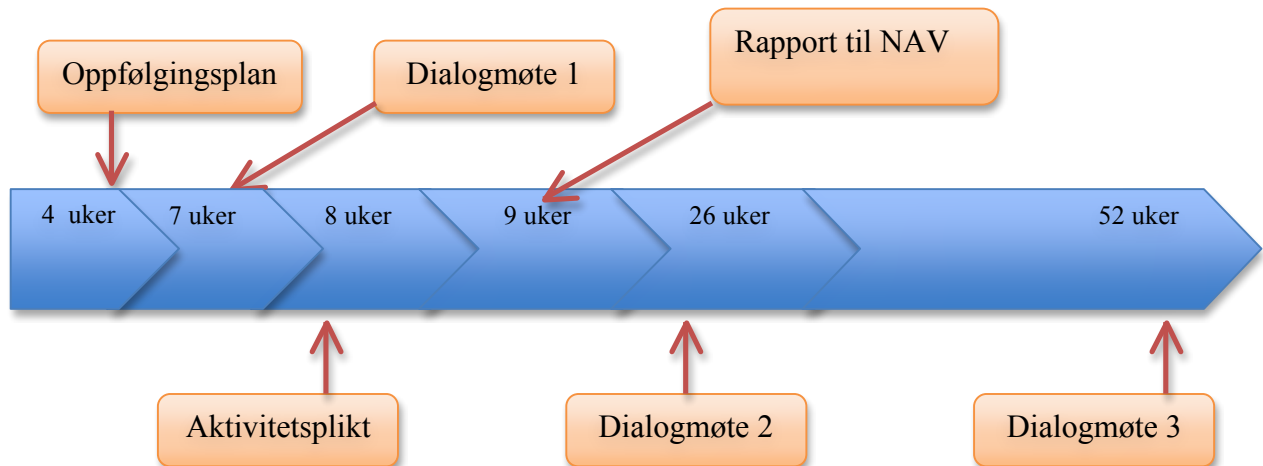 Oppfølgingsplan
Dialogmøte 1
Rapport til NAV
4 uker
7 uker
8 uker
9 uker
26 uker
52 uker
Aktivitetsplikt
Dialogmøte 2
Dialogmøte 3